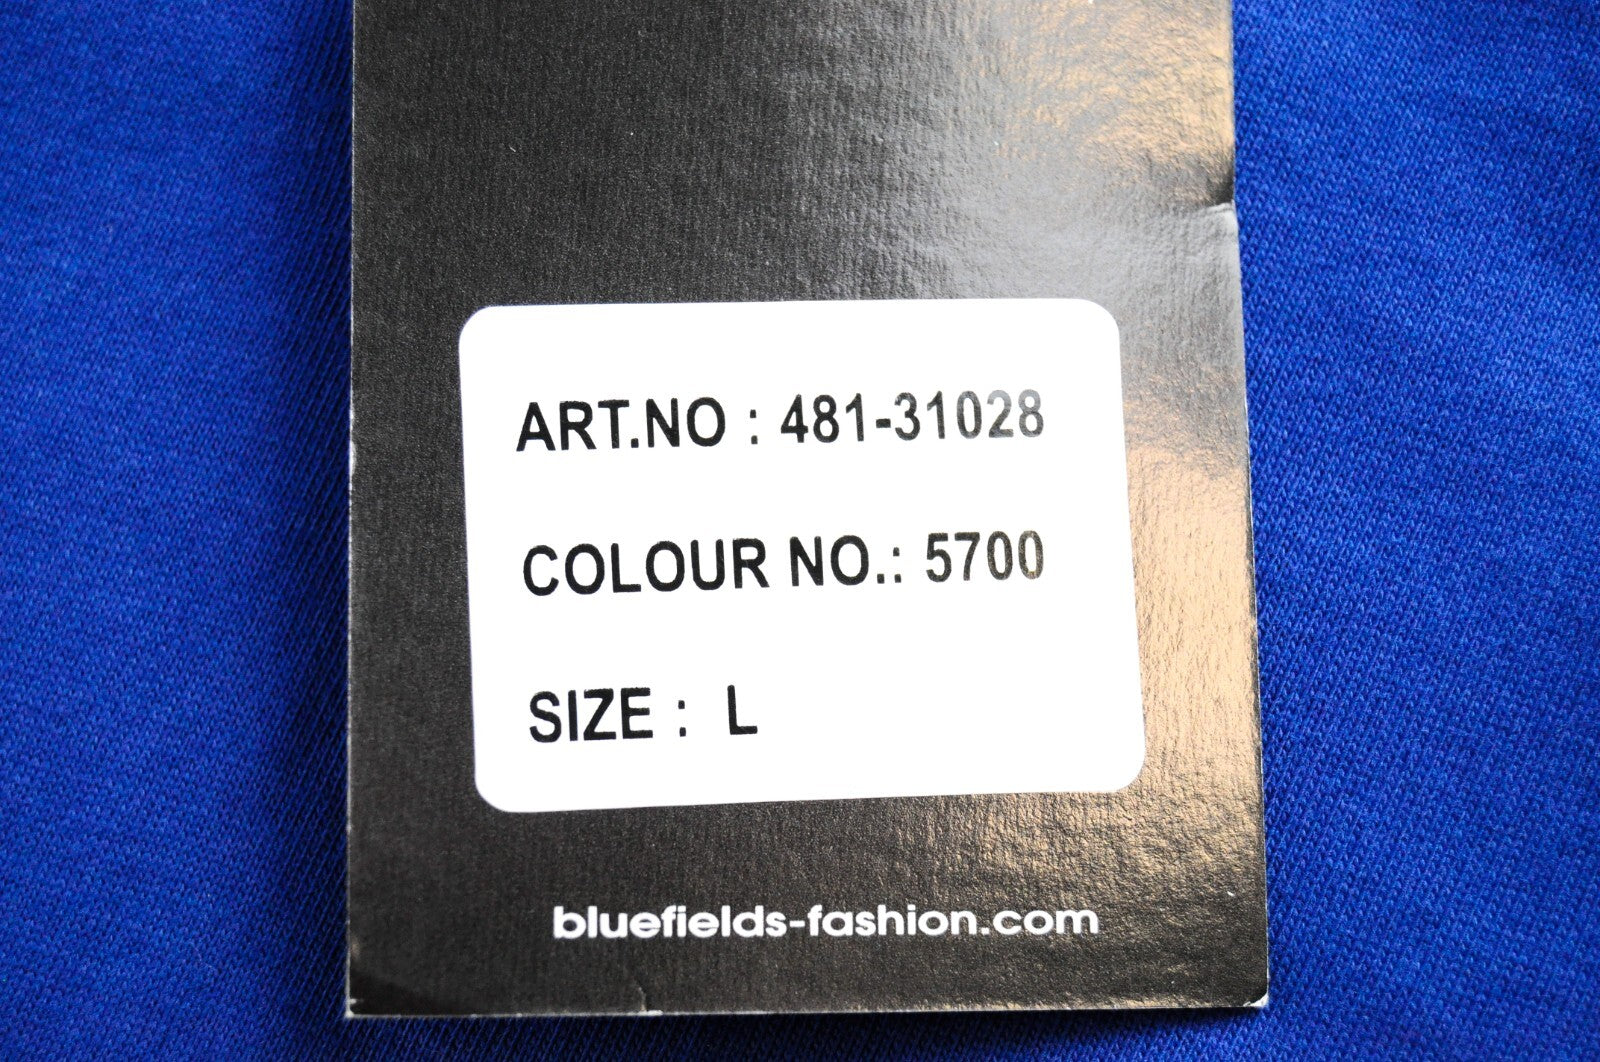 ART.NO : 481-31028
COLOUR NO.: 5700
SIZE : L
bluefields-fashion.com